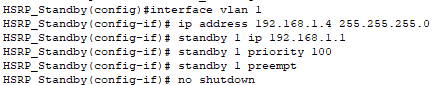 HSRP_Standby(config)#interface vlan 1
HSRP_Standby(config-if)# ip address 192.168.1.4 255.255.255.0
HSRP_Standby(config-if)# standby 1 ip 192.168.1.1
HSRP_Standby(config-if)# standby 1 priority 100
HSRP_Standby(config-if)# standby 1 preempt
HSRP_Standby(config-if)# no shutdown